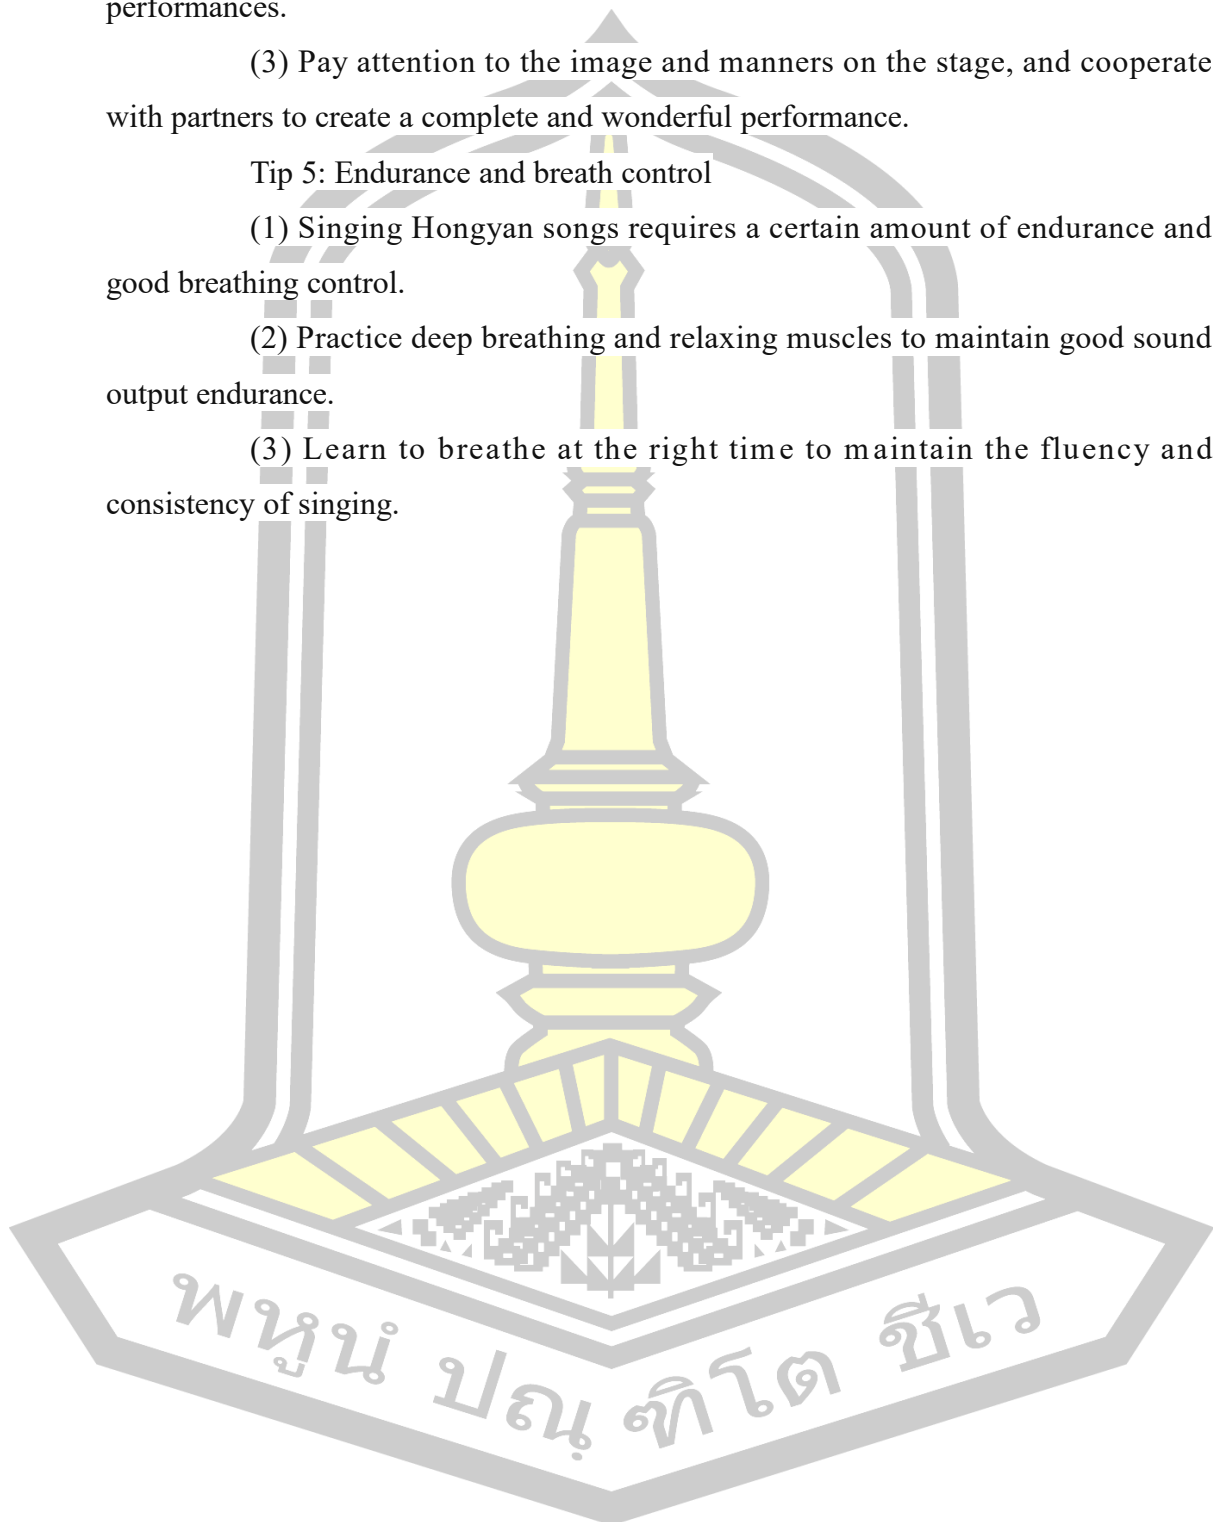 performances.
(3) Pay attention to the image and manners on the stage, and cooperate
with partners to create a complete and wonderful performance.
Tip 5: Endurance and breath control
(1) Singing Hongyan songs requires a certain amount of endurance and
good breathing control.
(2) Practice deep breathing and relaxing muscles to maintain good sound
output endurance.
(3) Learn to breathe at the right time to maintain the fluency and
consistency of singing.
พหูนํ ปณฺฑิโต ชีเว